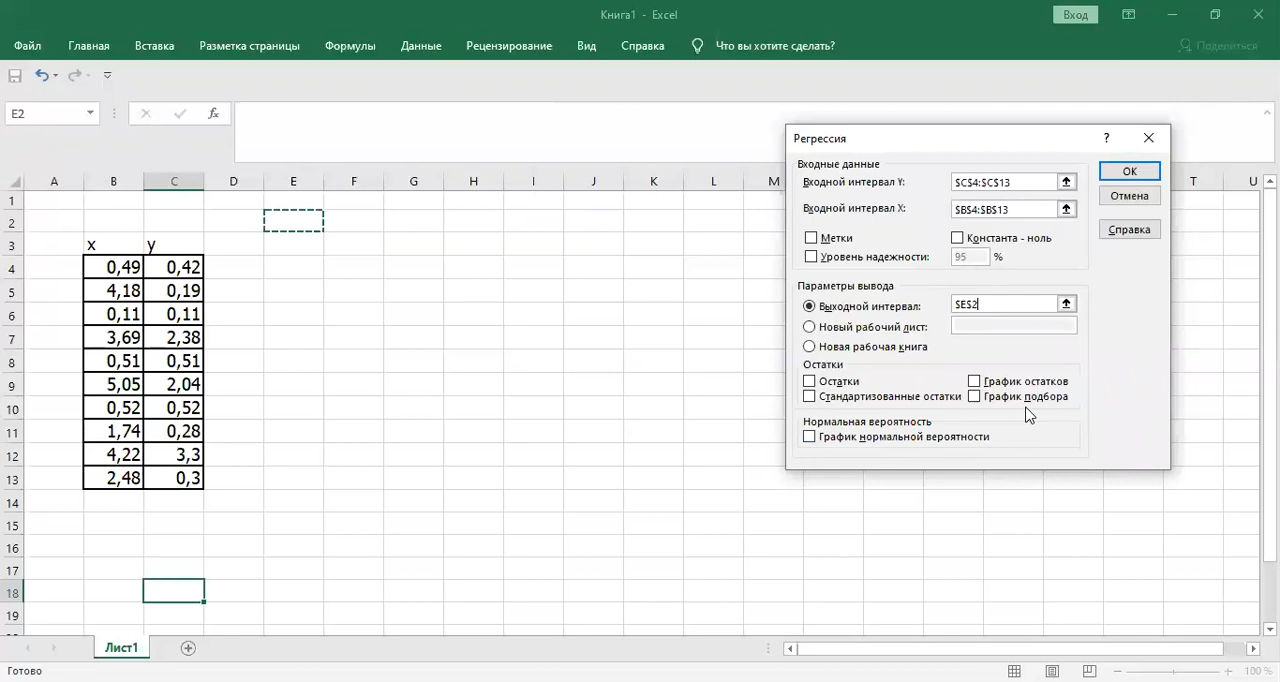 Книга1 - Excel
Вход
Файл Главная Вставка Разметка страницы Формулы Данные Рецензирование Вид Справка Что вы хотите сделать? Поделиться
E2
fx
A B C D E F G H I J K L M T U
1
2
3 x y
4 0,49 0,42
5 4,18 0,19
6 0,11 0,11
7 3,69 2,38
8 0,51 0,51
9 5,05 2,04
10 0,52 0,52
11 1,74 0,28
12 4,22 3,3
13 2,48 0,3
14
15
16
17
18
19
Регрессия ?
Входные данные
Входной интервал Y: $C$4:$C$13
Входной интервал X: $B$4:$B$13
Метки Константа - ноль
Уровень надежности: 95 %
ОК
Отмена
Справка
Параметры вывода
Выходной интервал: $E$2
Новый рабочий лист:
Новая рабочая книга
Остатки
Остатки График остатков
Стандартизованные остатки График подбора
Нормальная вероятность
График нормальной вероятности
Лист1
Готово
100 %